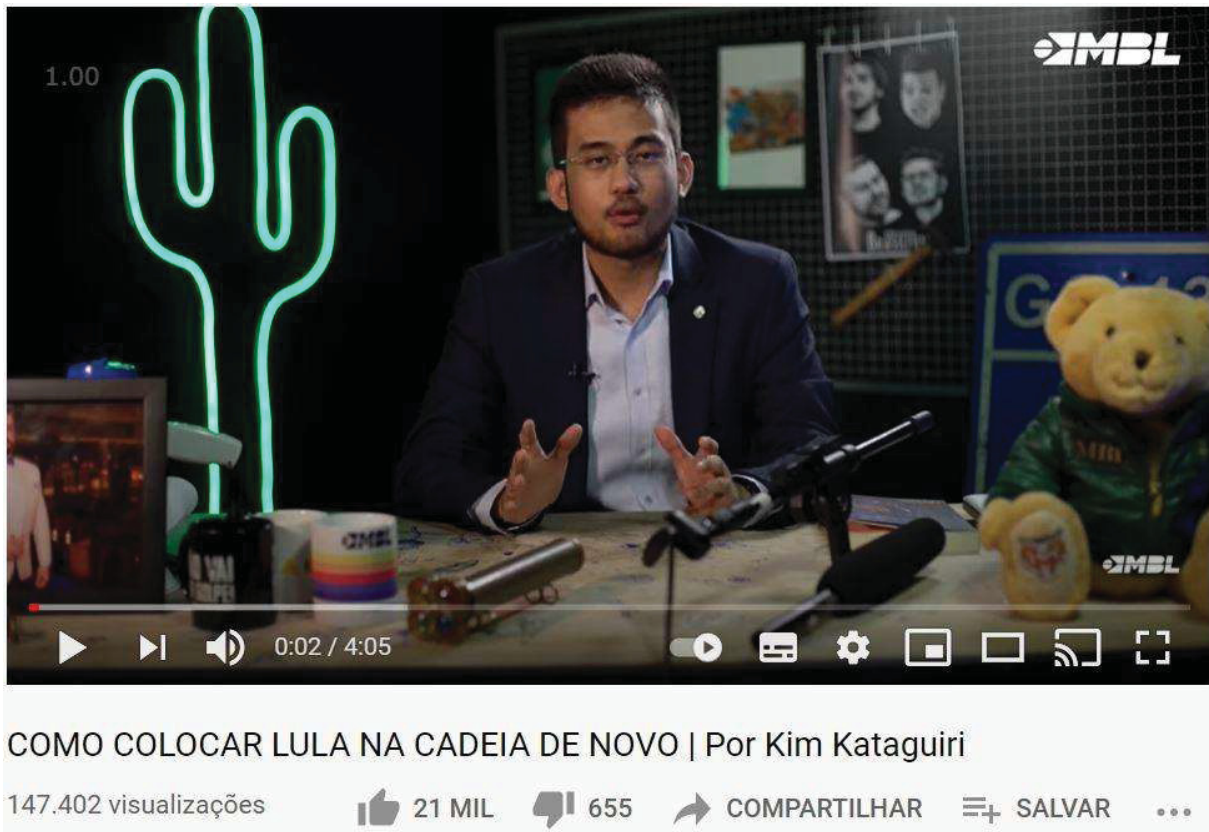 MBL
1.00
MBL
MBL
MBL
0:02 / 4:05
COMO COLOCAR LULA NA CADEIA DE NOVO | Por Kim Kataguiri
147.402 visualizações
21 MIL
655
COMPARTILHAR
SALVAR